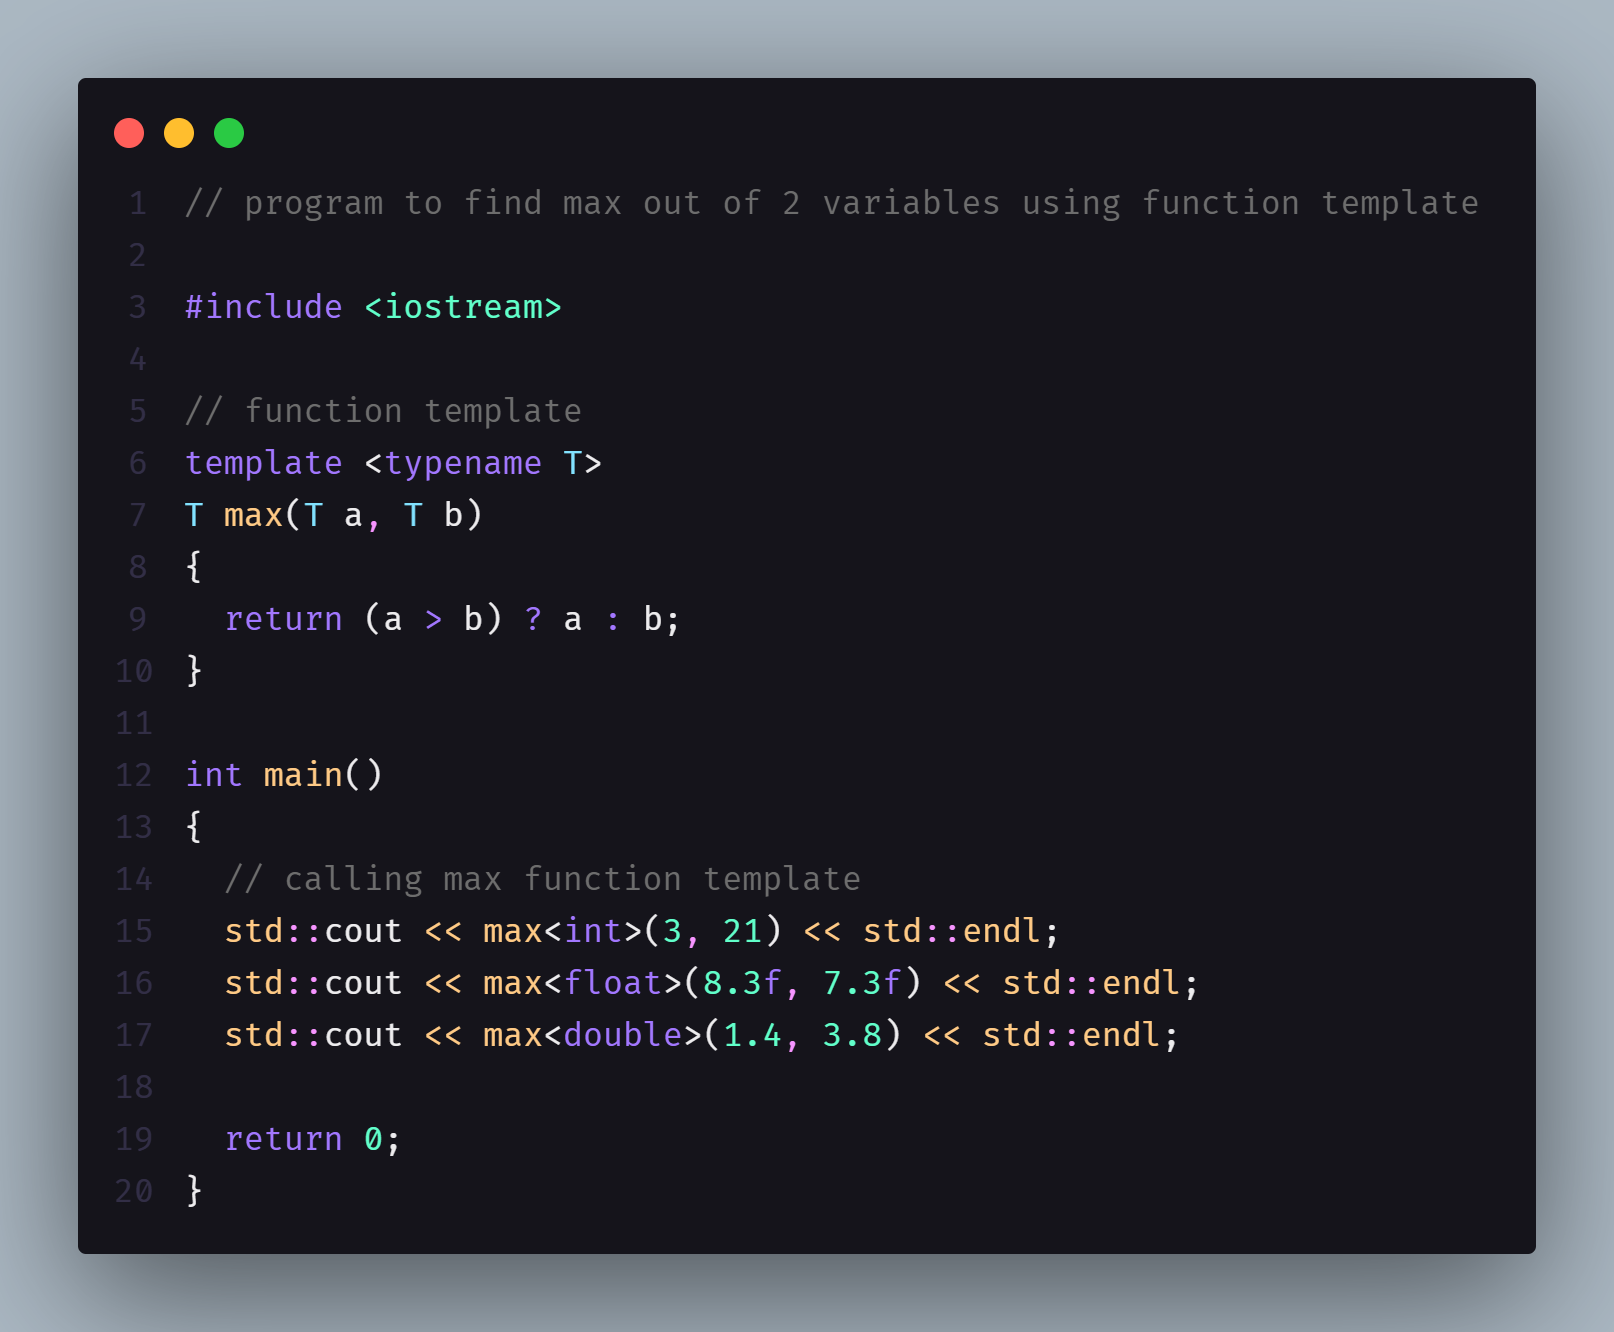 1 // program to find max out of 2 variables using function template
2
3 #include <iostream>
4
5 // function template
6 template <typename T>
7 T max(T a, T b)
8 {
9   return (a > b) ? a : b;
10 }
11
12 int main()
13 {
14   // calling max function template
15   std::cout << max<int>(3, 21) << std::endl;
16   std::cout << max<float>(8.3f, 7.3f) << std::endl;
17   std::cout << max<double>(1.4, 3.8) << std::endl;
18
19   return 0;
20 }